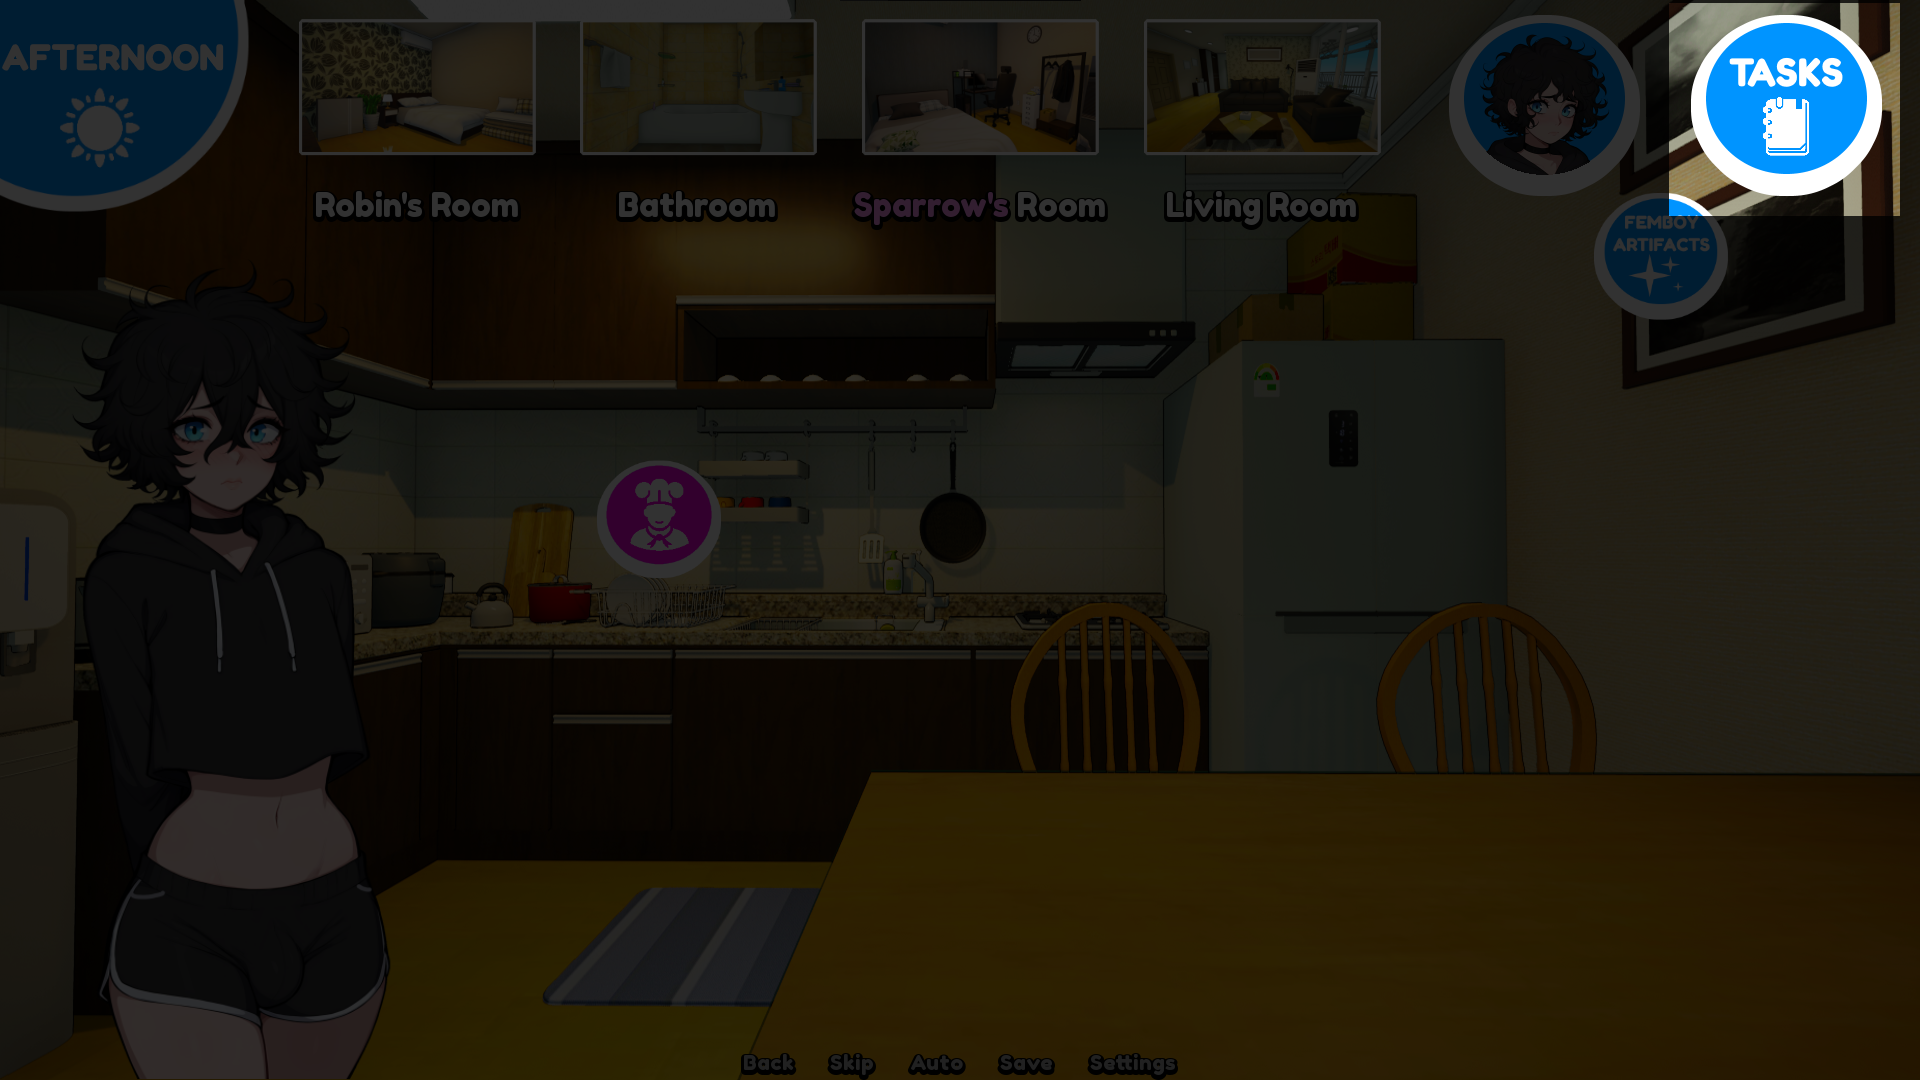 AFTERNOON
TASKS
Robin's Room
Bathroom
Sparrow's Room
Living Room
FEMBOY
ARTIFACTS
Back
Skip
Auto
Save
Settings